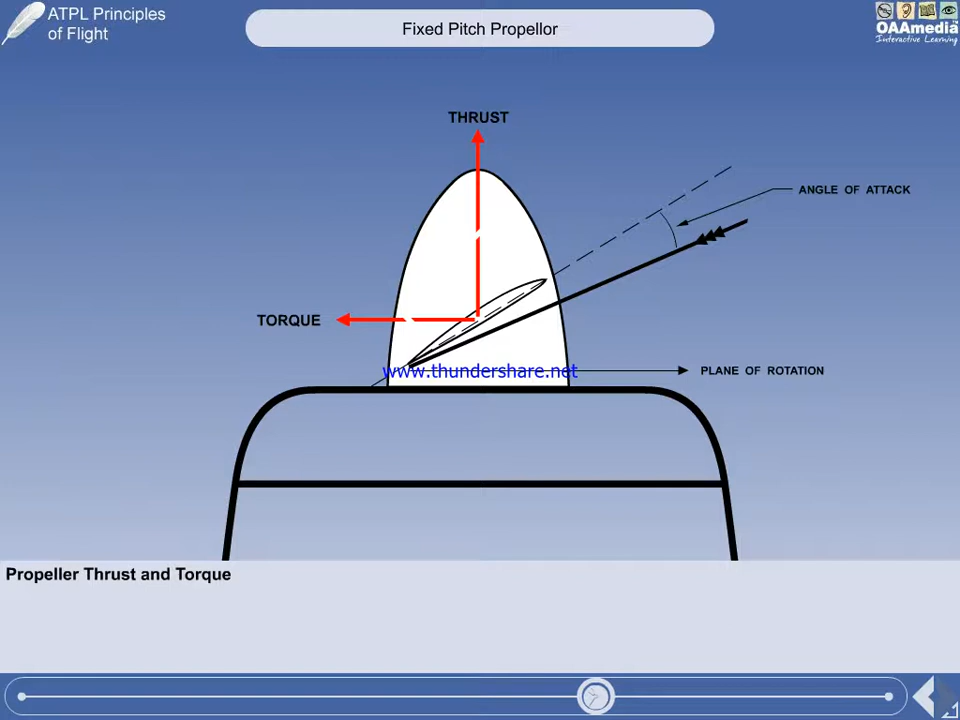 ATPL Principles
of Flight
Fixed Pitch Propellor
OAAmedia
Interactive Learning
THRUST
ANGLE OF ATTACK
TORQUE
www.thundershare.net
PLANE OF ROTATION
Propeller Thrust and Torque